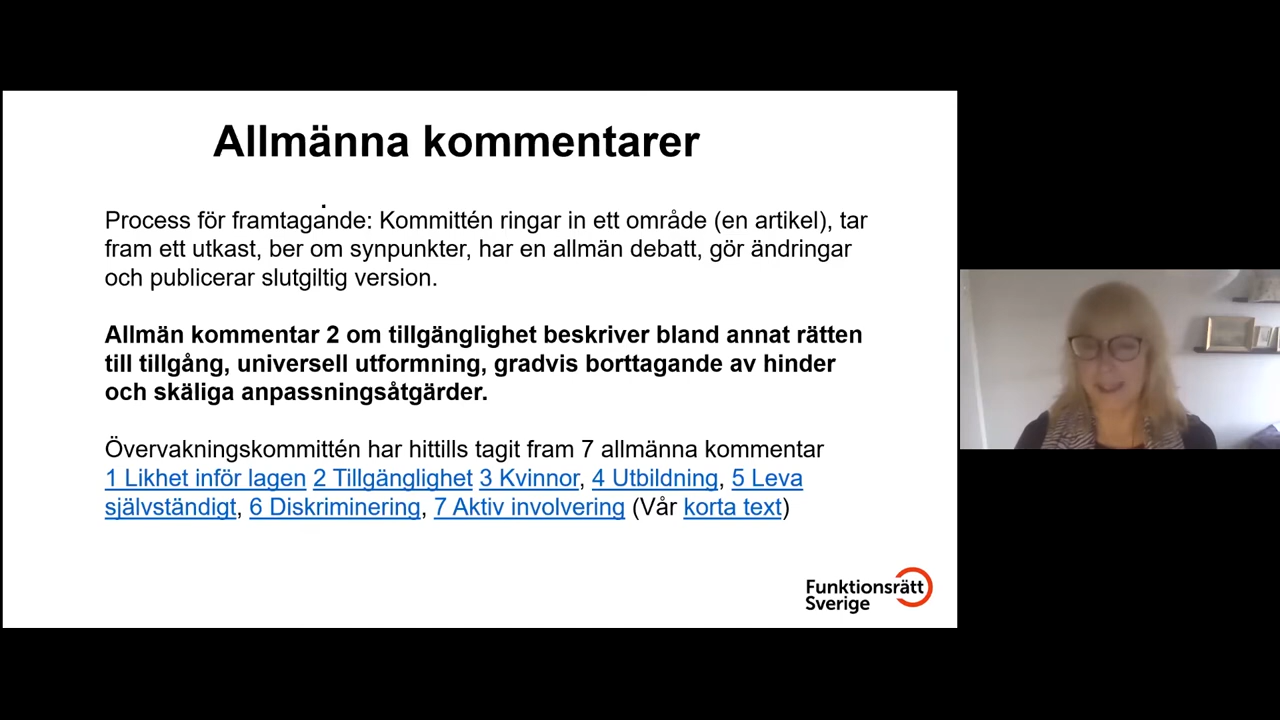 Allmänna kommentarer
.
Process för framtagande: Kommittén ringar in ett område (en artikel), tar
fram ett utkast, ber om synpunkter, har en allmän debatt, gör ändringar
och publicerar slutgiltig version.
Allmän kommentar 2 om tillgänglighet beskriver bland annat rätten
till tillgång, universell utformning, gradvis borttagande av hinder
och skäliga anpassningsåtgärder.
Övervakningskommittén har hittills tagit fram 7 allmänna kommentar
1 Likhet inför lagen 2 Tillgänglighet 3 Kvinnor, 4 Utbildning, 5 Leva
självständigt, 6 Diskriminering, 7 Aktiv involvering (Vår korta text)
Funktionsrätt
Sverige